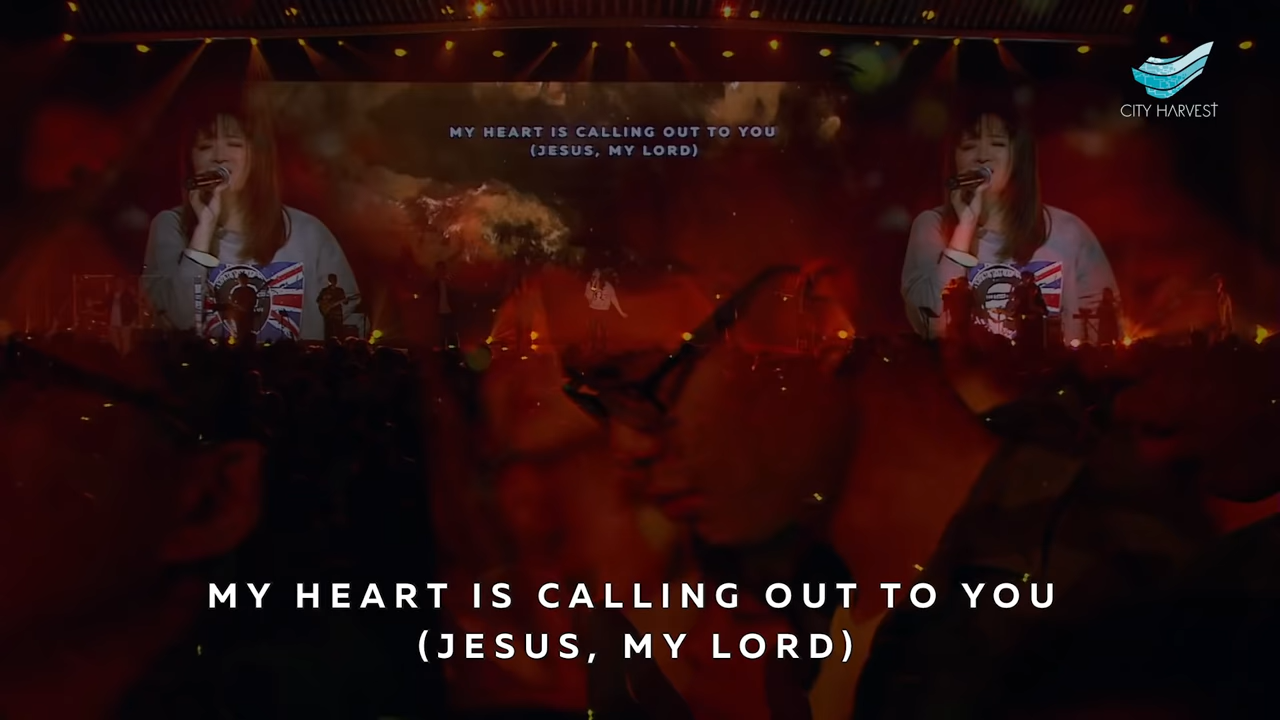 CITY HARVEST
MY HEART IS CALLING OUT TO YOU
(JESUS, MY LORD)
MY HEART IS CALLING OUT TO YOU
(JESUS, MY LORD)